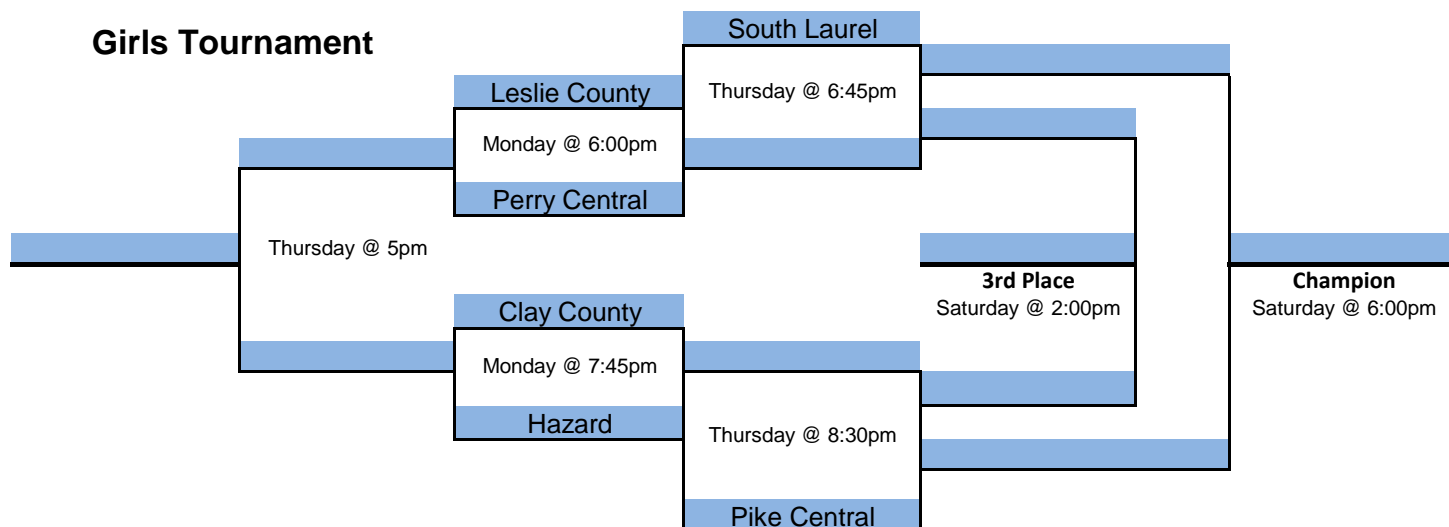 Girls Tournament
South Laurel
Leslie County
Thursday @ 6:45pm
Monday @ 6:00pm
Perry Central
Thursday @ 5pm
3rd Place
Saturday @ 2:00pm
Champion
Saturday @ 6:00pm
Clay County
Monday @ 7:45pm
Hazard
Thursday @ 8:30pm
Pike Central